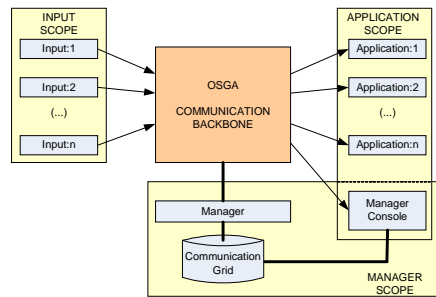 INPUT
SCOPE
Input:1
Input:2
(...)
Input:n
OSGA
COMMUNICATION
BACKBONE
APPLICATION
SCOPE
Application:1
Application:2
(...)
Application:n
Manager
Console
Manager
Communication
Grid
MANAGER
SCOPE